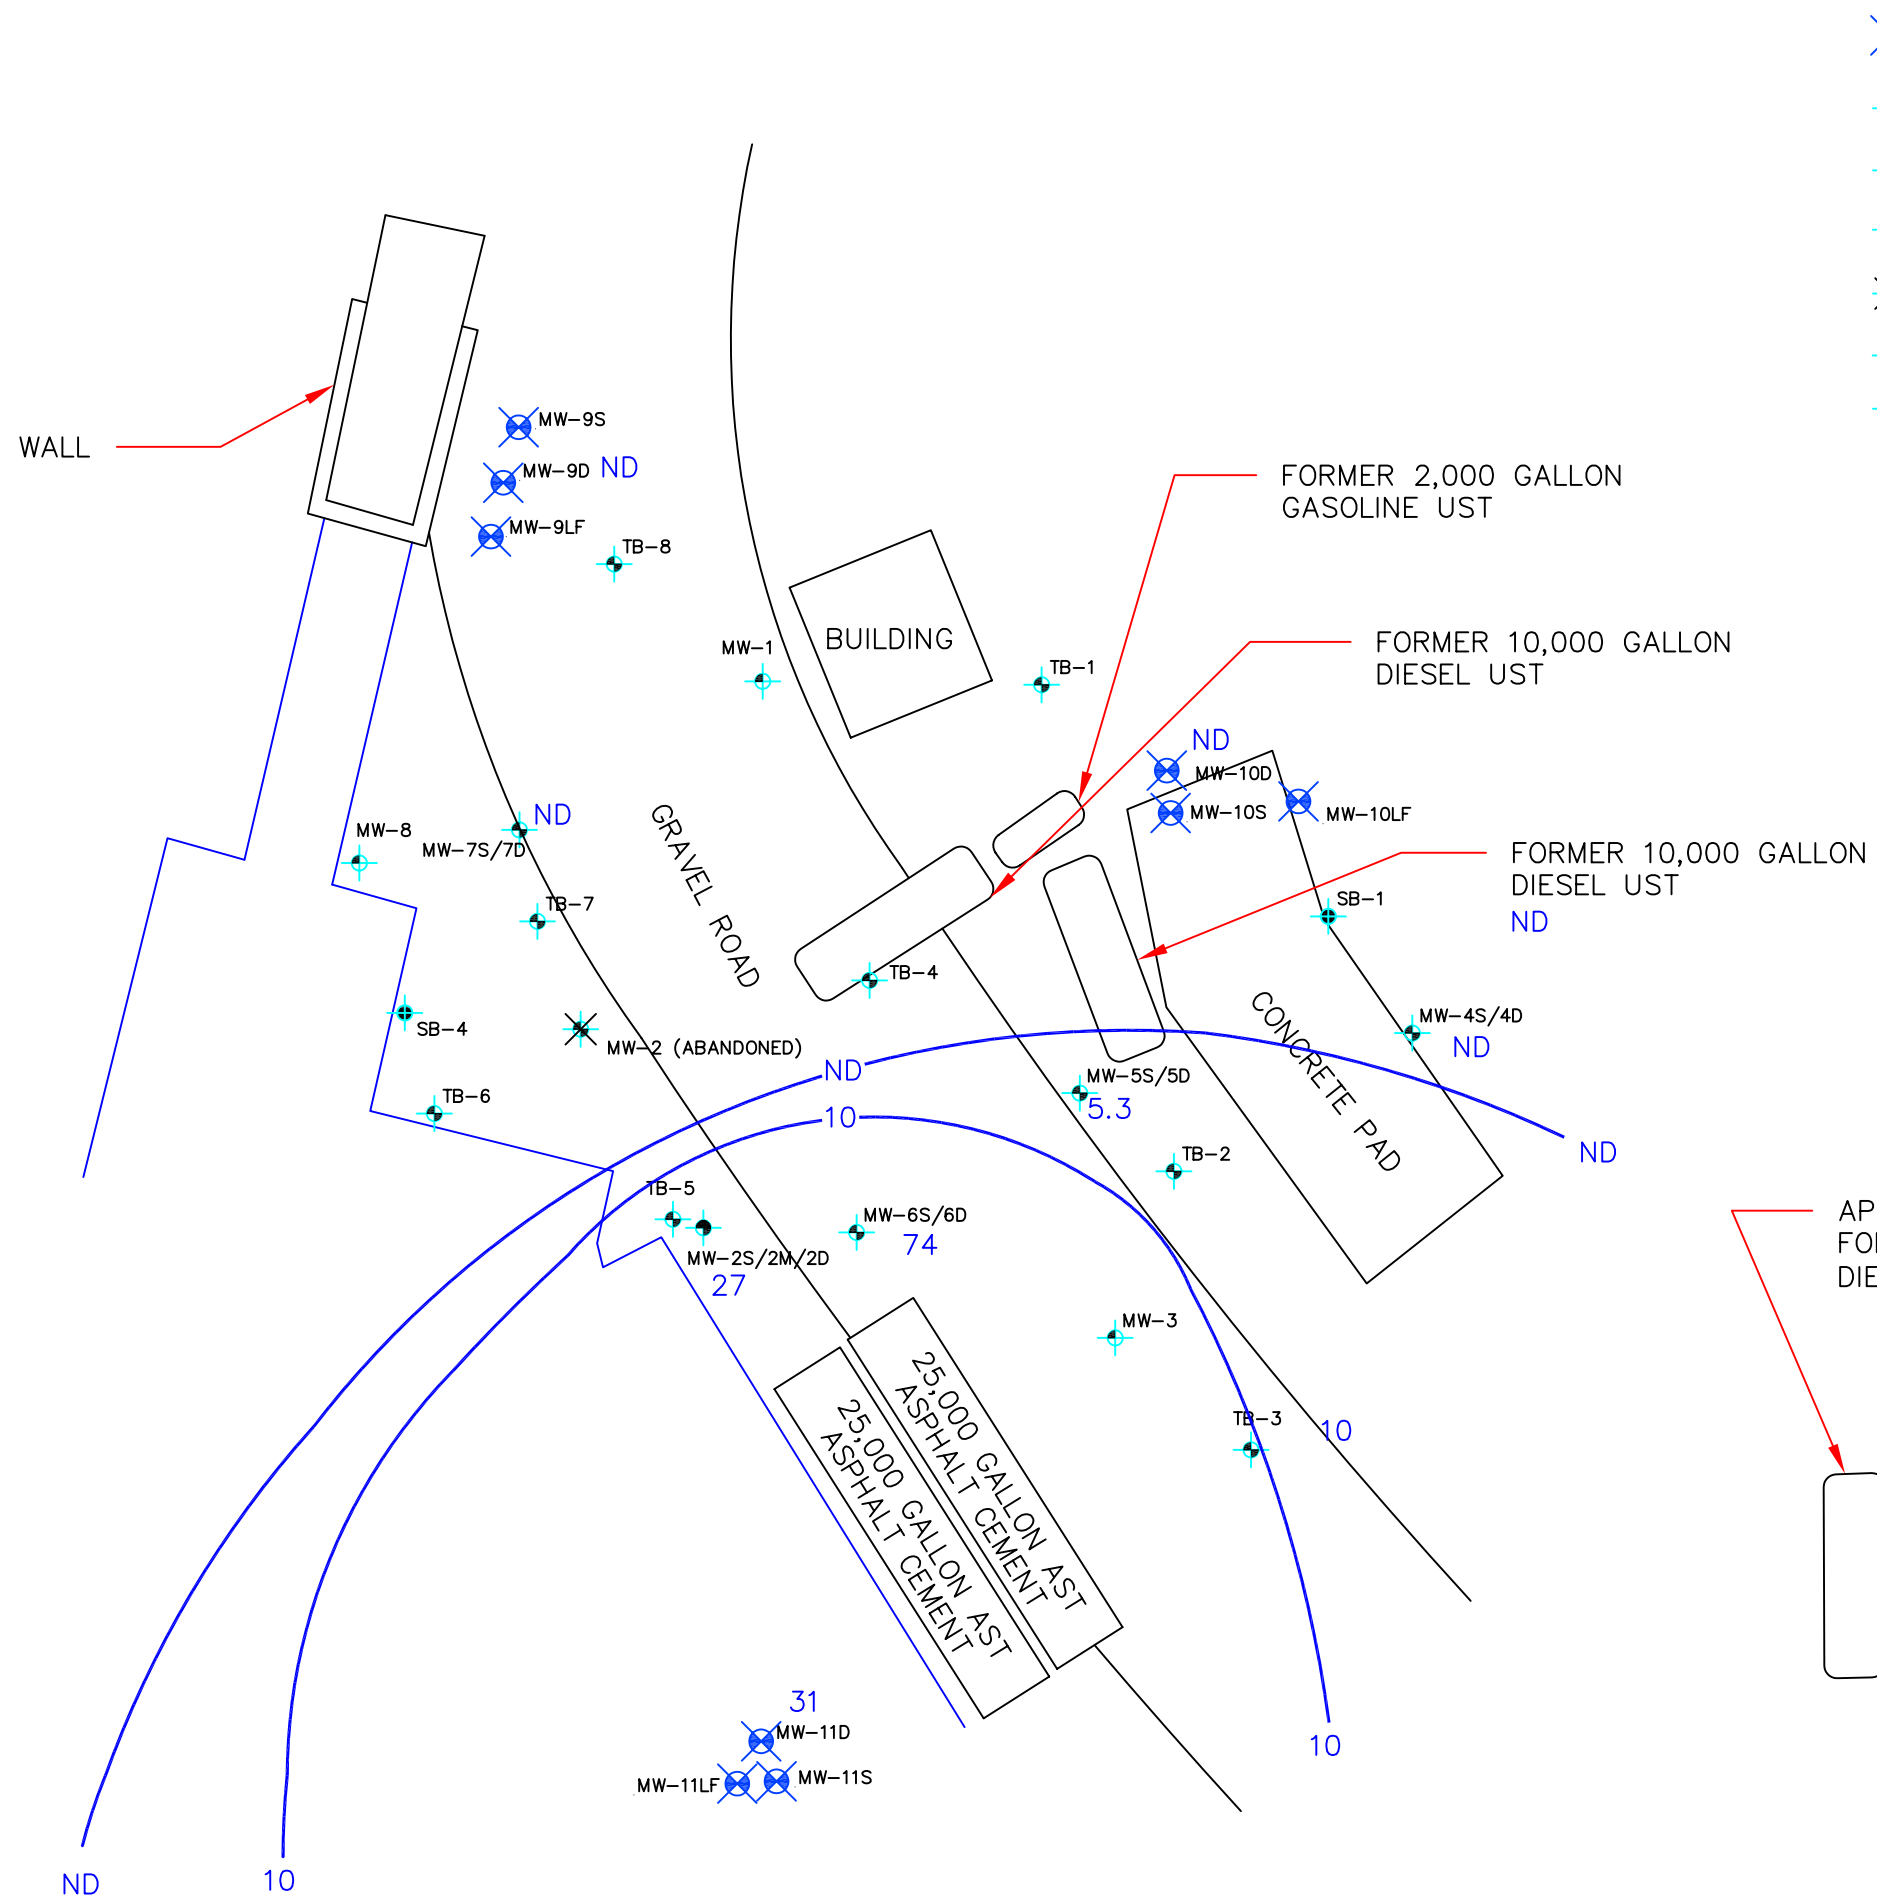 MW-9S
WALL
MW-9D
ND
FORMER 2,000 GALLON
GASOLINE UST
MW-9LF
TB-8
BUILDING
FORMER 10,000 GALLON
DIESEL UST
MW-1
TB-1
ND
MW-10D
MW-10S
MW-10LF
ND
MW-8
MW-7S/7D
GRAVEL ROAD
FORMER 10,000 GALLON
DIESEL UST
ND
TB-7
SB-1
TB-4
CONCRETE PAD
MW-4S/4D
ND
SB-4
MW-2 (ABANDONED)
ND
MW-5S/5D
5.3
TB-6
10
TB-2
ND
TB-5
MW-6S/6D
74
MW-2S/2M/2D
27
AP
FO
DIE
MW-3
25,000 GALLON AST
ASPHALT CEMENT
25,000 GALLON AST
ASPHALT CEMENT
TB-3
10
31
MW-11D
10
MW-11LF
MW-11S
ND
10